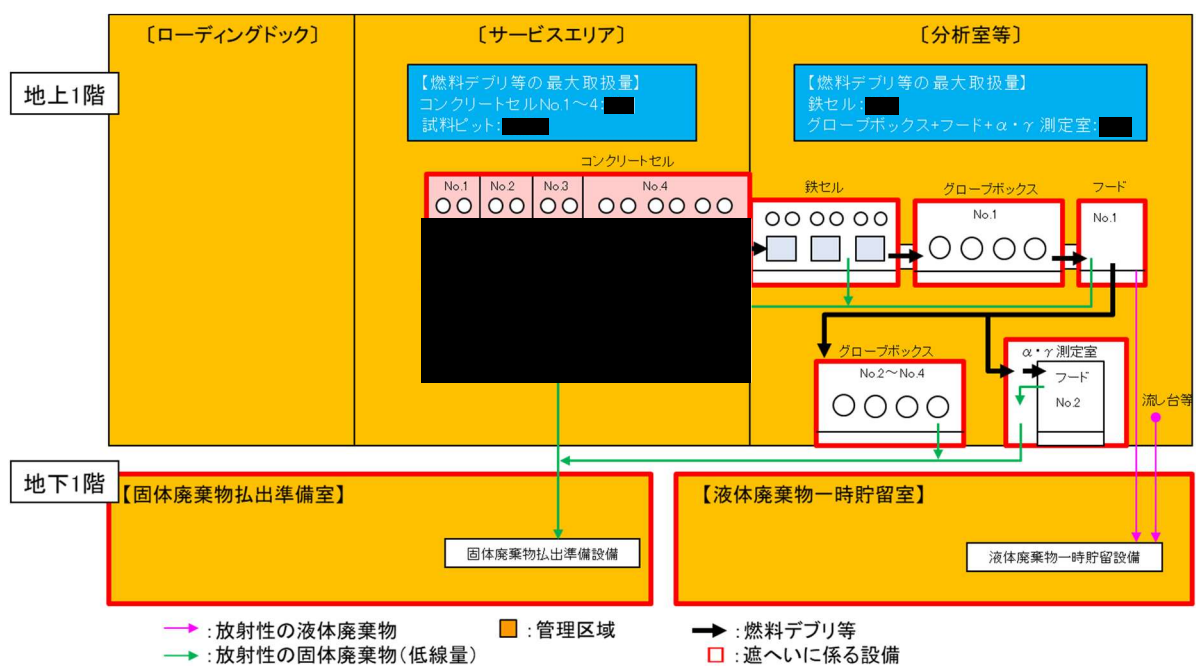 〔ローディングドック〕
〔サービスエリア〕
〔分析室等〕
地上1階
【燃料デブリ等の最大取扱量】
コンクリートセルNo.1～4:
試料ピット:
【燃料デブリ等の最大取扱量】
鉄セル:
グローブボックス+フード+α・γ測定室:
コンクリートセル
No.1
No.2
No.3
No.4
鉄セル
グローブボックス
No.1
フード
No.1
グローブボックス
No.2～No.4
α・γ測定室
フード
No.2
流し台等
地下1階
【固体廃棄物払出準備室】
固体廃棄物払出準備設備
【液体廃棄物一時貯留室】
液体廃棄物一時貯留設備
:放射性の液体廃棄物
:管理区域
:燃料デブリ等
:放射性の固体廃棄物(低線量)
:遮へいに係る設備